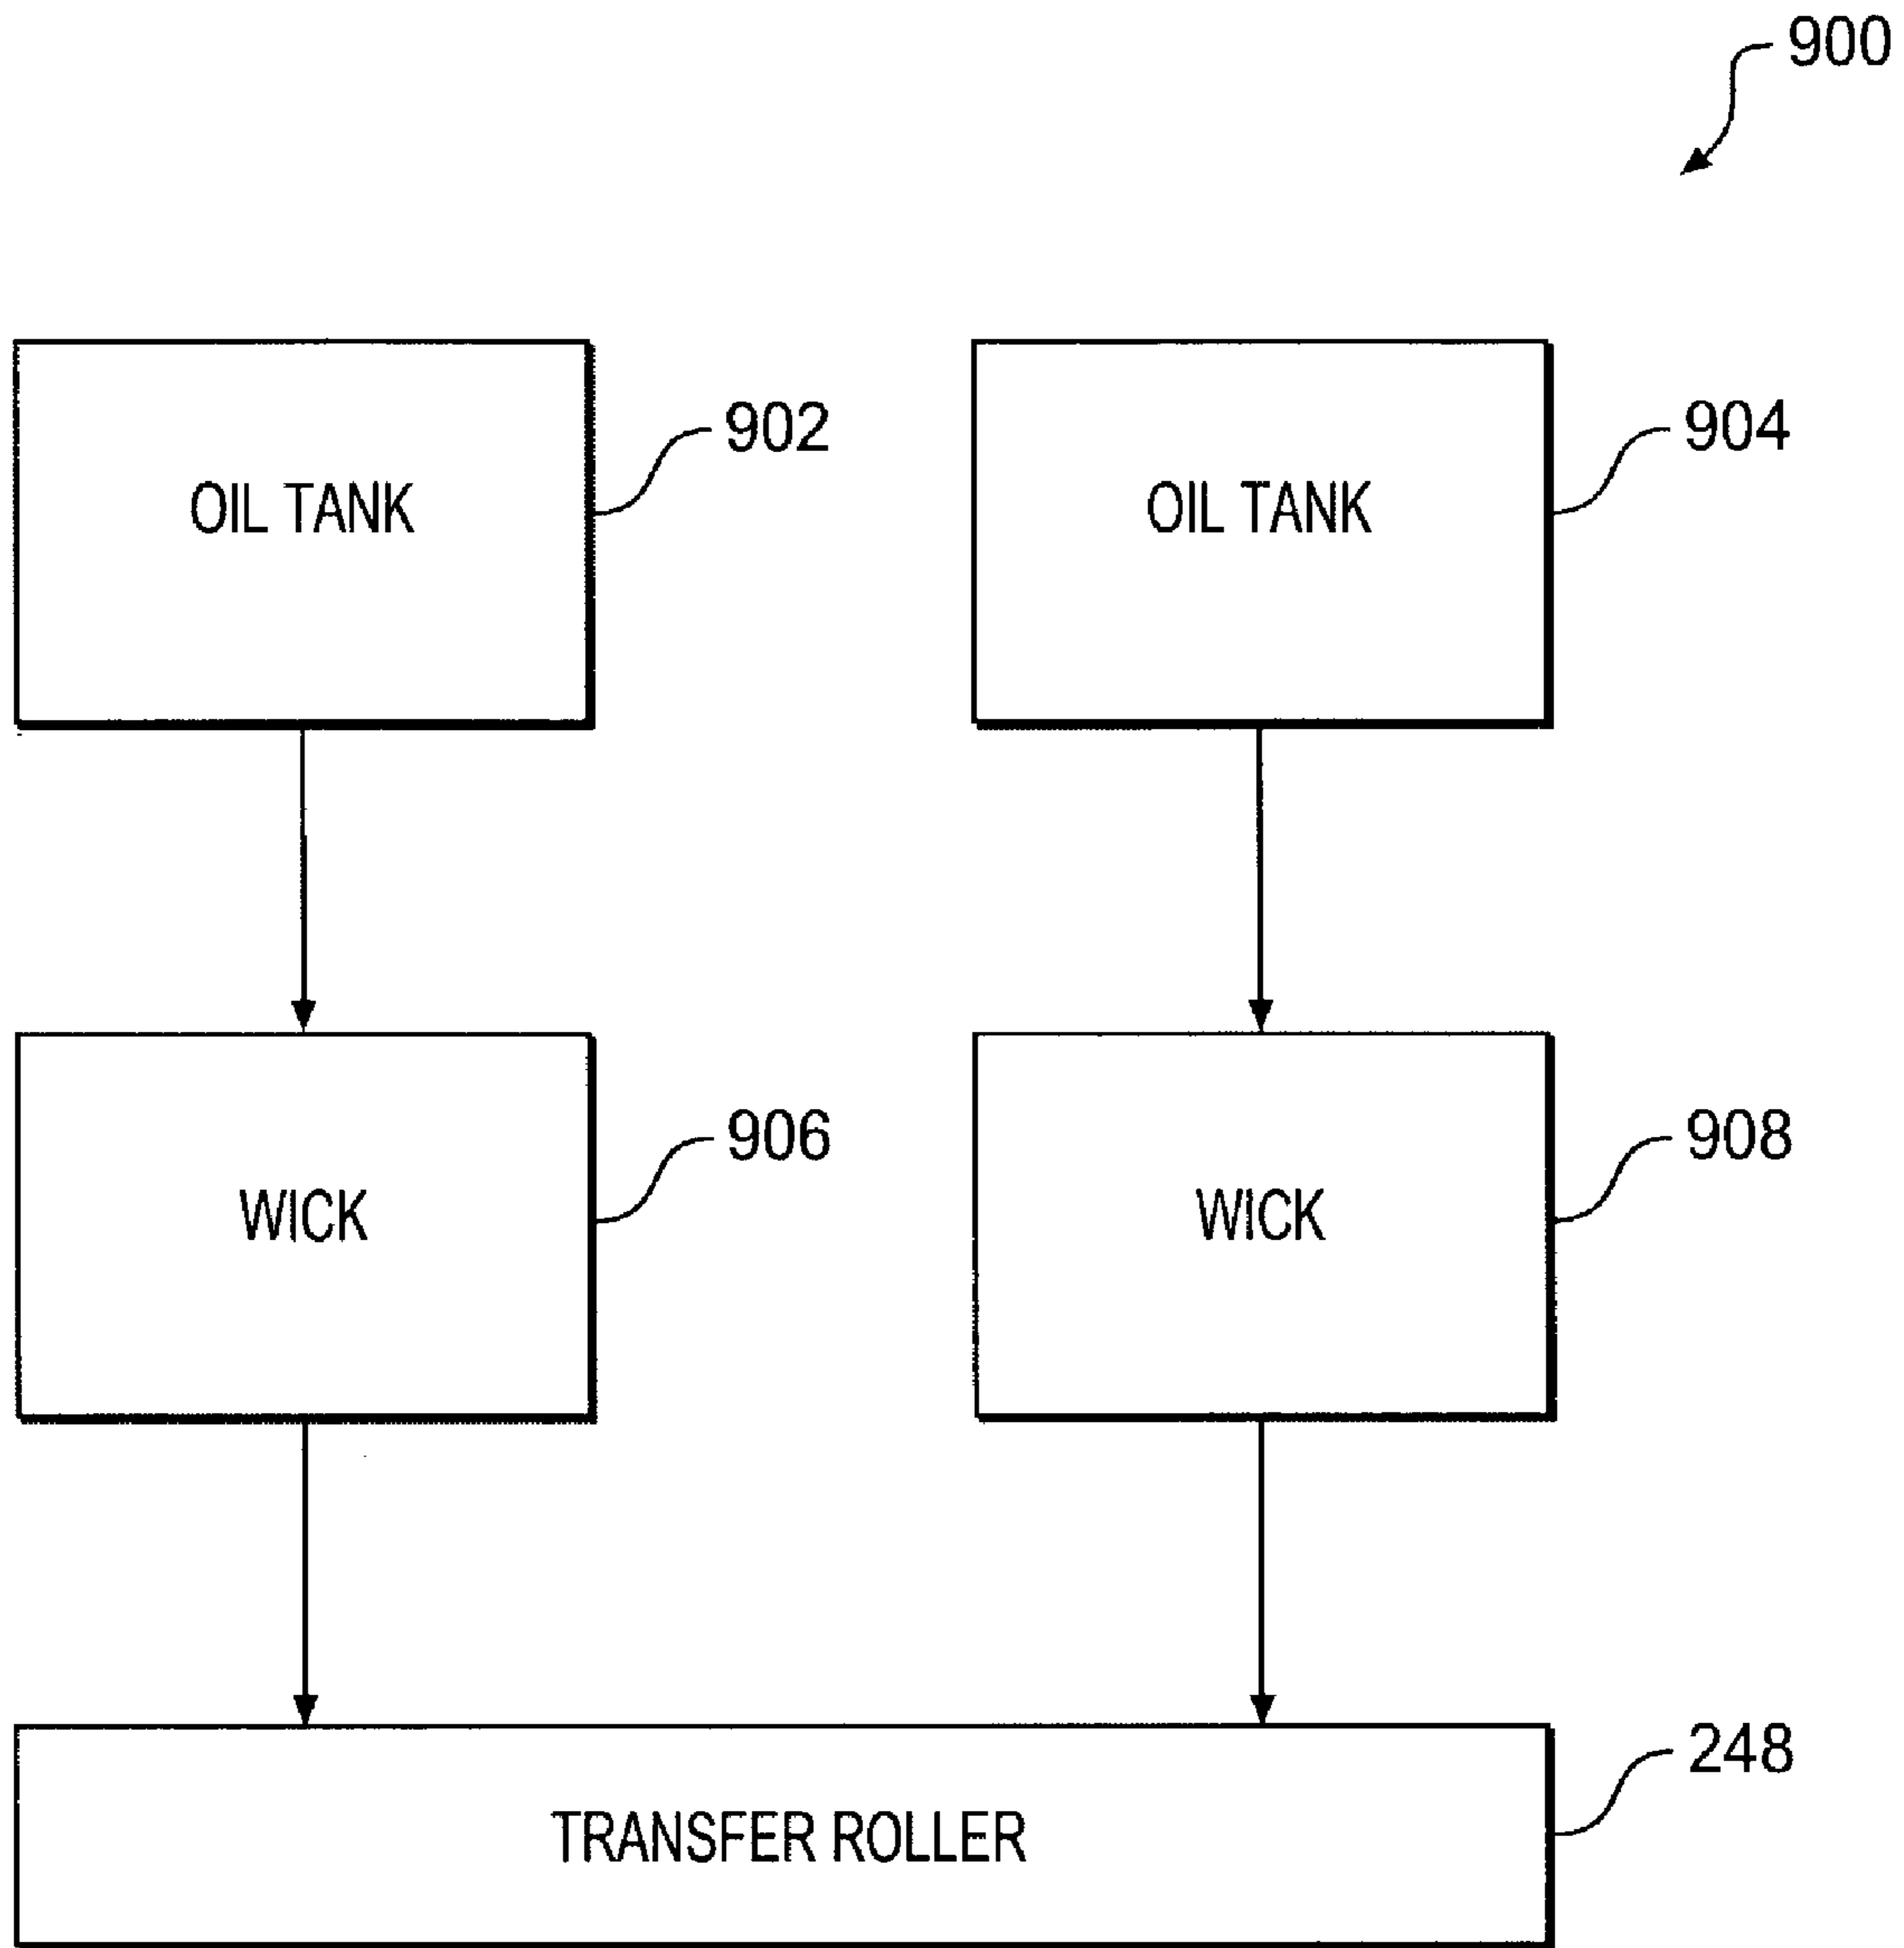 900
902
904
OIL TANK
OIL TANK
906
908
WICK
WICK
248
TRANSFER ROLLER